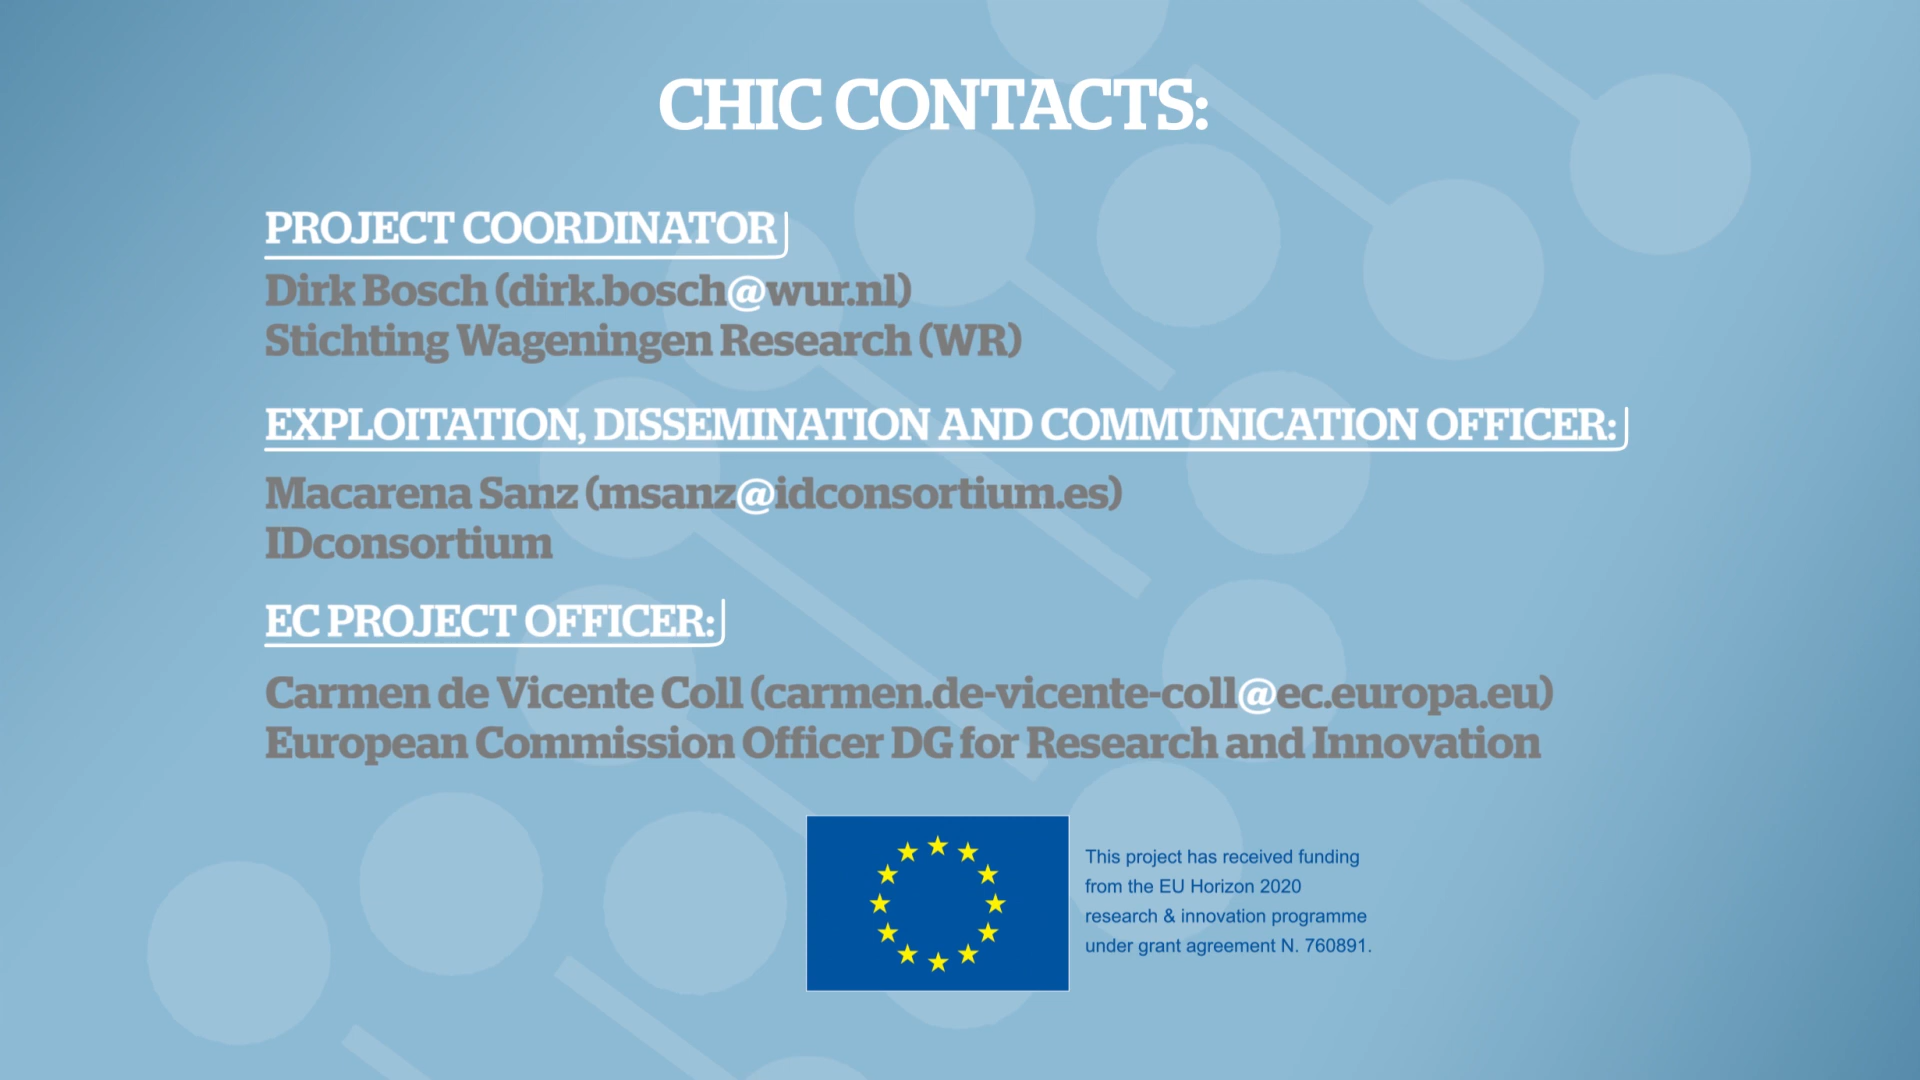 CHIC CONTACTS:
PROJECT COORDINATOR
Dirk Bosch (dirk.bosch@wur.nl)
Stichting Wageningen Research (WR)
EXPLOITATION, DISSEMINATION AND COMMUNICATION OFFICER:
Macarena Sanz (msanz@idconsortium.es)
IDconsortium
EC PROJECT OFFICER:
Carmen de Vicente Coll (carmen.de-vicente-coll@ec.europa.eu)
European Commission Officer DG for Research and Innovation
This project has received funding
from the EU Horizon 2020
research & innovation programme
under grant agreement N. 760891.